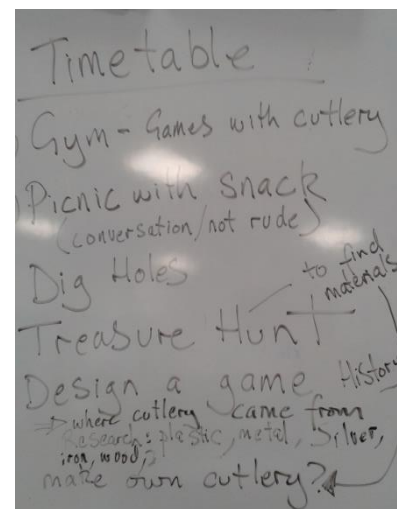 Timetable
Gym - Games with cutlery
Picnic with snack
(conversation/not rude)
Dig Holes
to find
materials
Treasure Hunt
Design a game
History
⇒ where cutlery came from
Research: plastic, metal, silver,
iron, wood,
make own cutlery?